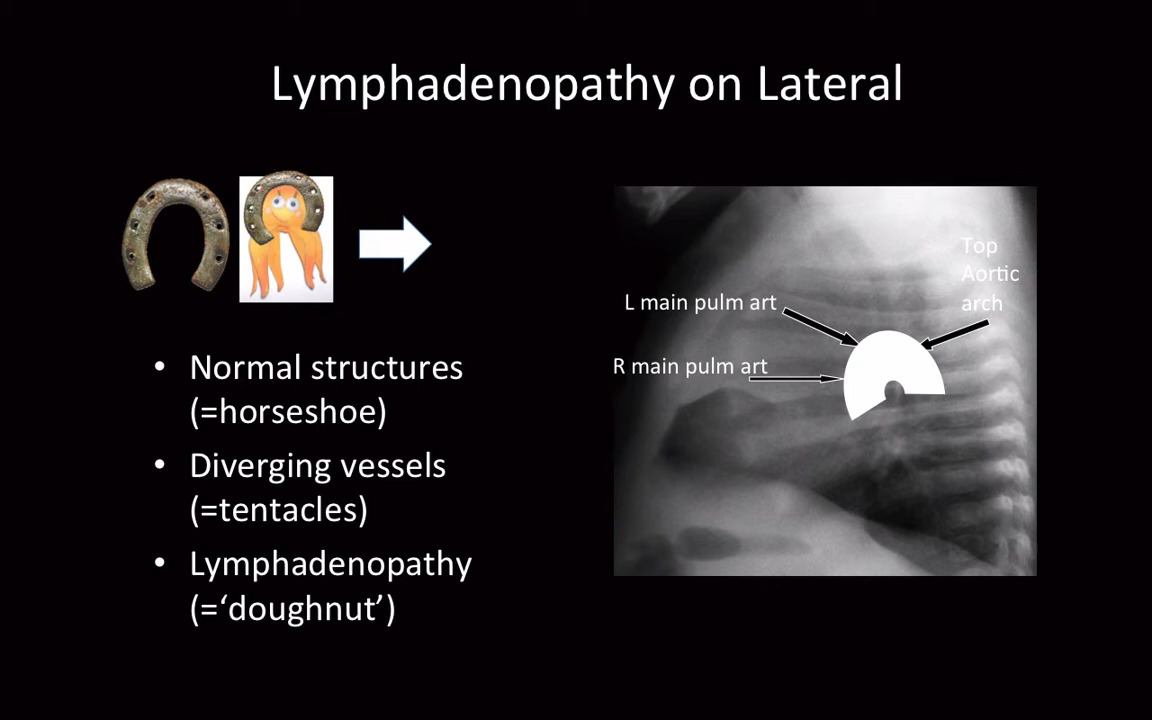 Lymphadenopathy on Lateral
• Normal structures
(=horseshoe)
• Diverging vessels
(=tentacles)
• Lymphadenopathy
(=‘doughnut’)
Top
Aortic
arch
L main pulm art
R main pulm art